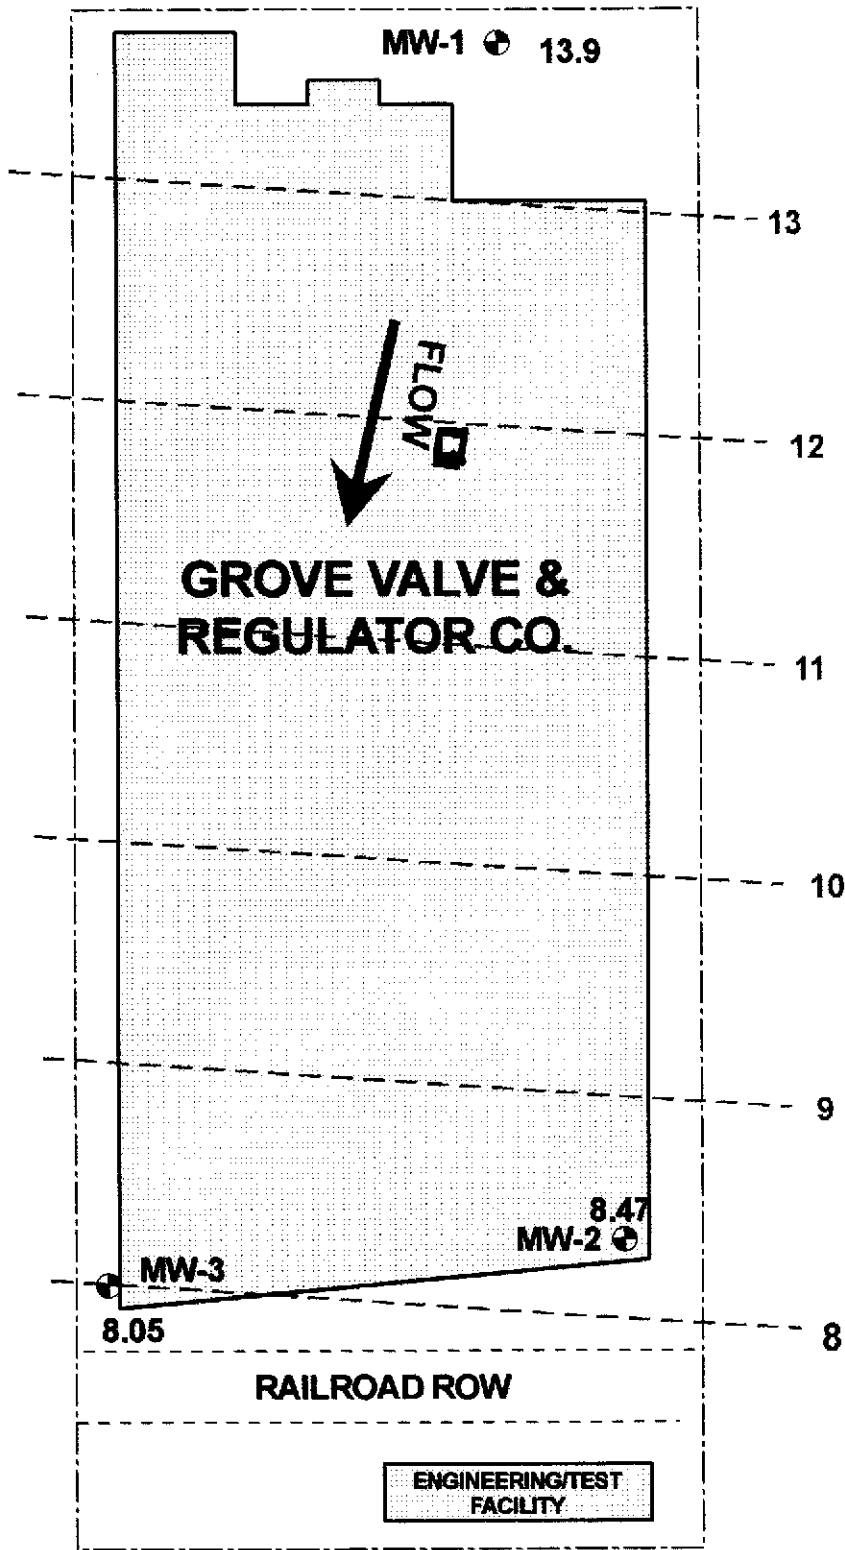 MW-1 13.9
13
FLOW
12
GROVE VALVE &
REGULATOR CO.
11
10
9
8.47
MW-2
MW-3
8.05
8
RAILROAD ROW
ENGINEERING/TEST
FACILITY